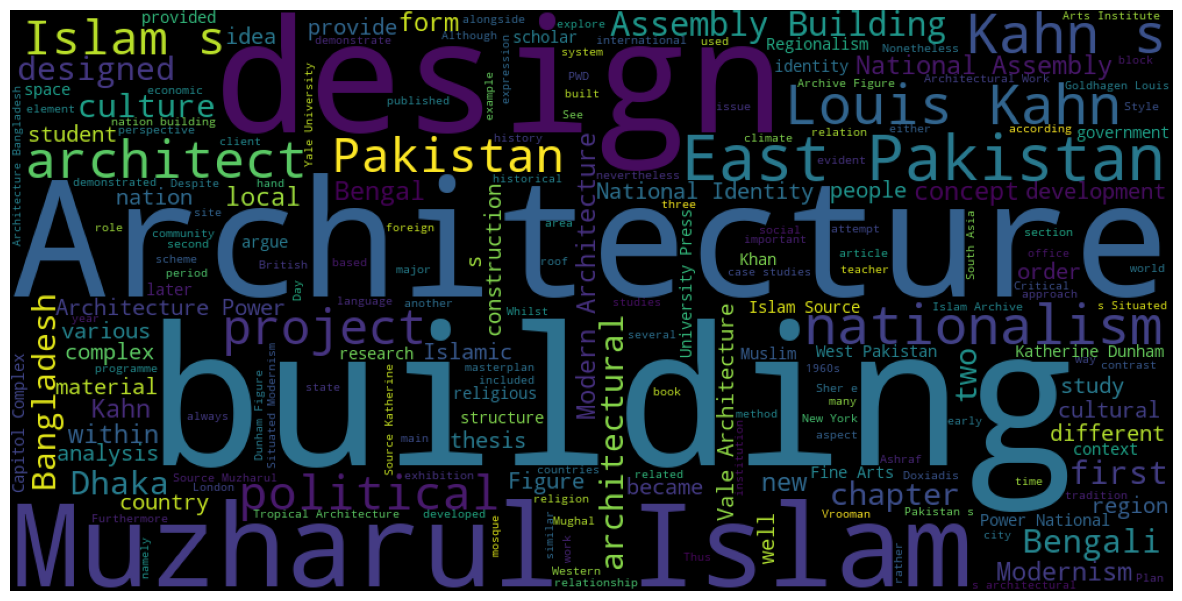 Islam s
provided
idea
provide
form
alongside
Although
demonstrate
scholar
explore
Assembly Building
Arts Institute
Kahn s
designed
design
expression
system
international
used
Regionalism
Nonetheless
identity
National Assembly
block
space
economic
culture
nation building
element
perspective
client
student
published
PWD
built
See
example
issue
Archive Figure
Architectural Work
Goldhagen Louis
Style
Louis Kahn
history
climate
relation
either
according
evident
government
architect
Yale University
Pakistan
nevertheless
East Pakistan
Architecture Bangladesh
demonstrated
Despite
hand
historical
nation
site
local
Bengal
National Identity
people
concept
development
Architecture
role
community
second
argue
scheme
period
British
based
foreign
major
area
roof
Modern Architecture
University Press
three
social
important
attempt
Khan
article
case studies
teacher
section
South Asia
office
Critical
approach
order
world
later
construction
s
Day
language
another
studies
Architecture Power
Islam Source
Islam Archive
s Situated
year
various
project
Whilst
several
nationalism
Bangladesh
complex
programme
research
Islamic
masterplan
included
architectural
Yale Architecture
Muslim
West Pakistan
1960s
Katherine Dunham
way
contrast
material
state
religious
structure
book
Sher e
many
two
study
Capitol Complex
Kahn
always
building
Dunham Figure
Situated Modernism
Source Katherine
main
method
New York
early
cultural
within
thesis
aspect
different
analysis
context
Source Muzharul
London
exhibition
countries
related
institution
Fine Arts
Doxiadis
Ashraf
Dhaka
political
Figure
became
new
chapter
time
tradition
first
country
religion
region
Furthermore
Tropical Architecture
developed
Mughal
well
Vrooman
Pakistan s
Power National
city
Bengali
Muzharul Islam
namely
mosque
similar
work
Western
relationship
Thus
rather
Modernism
Plan
s architectural